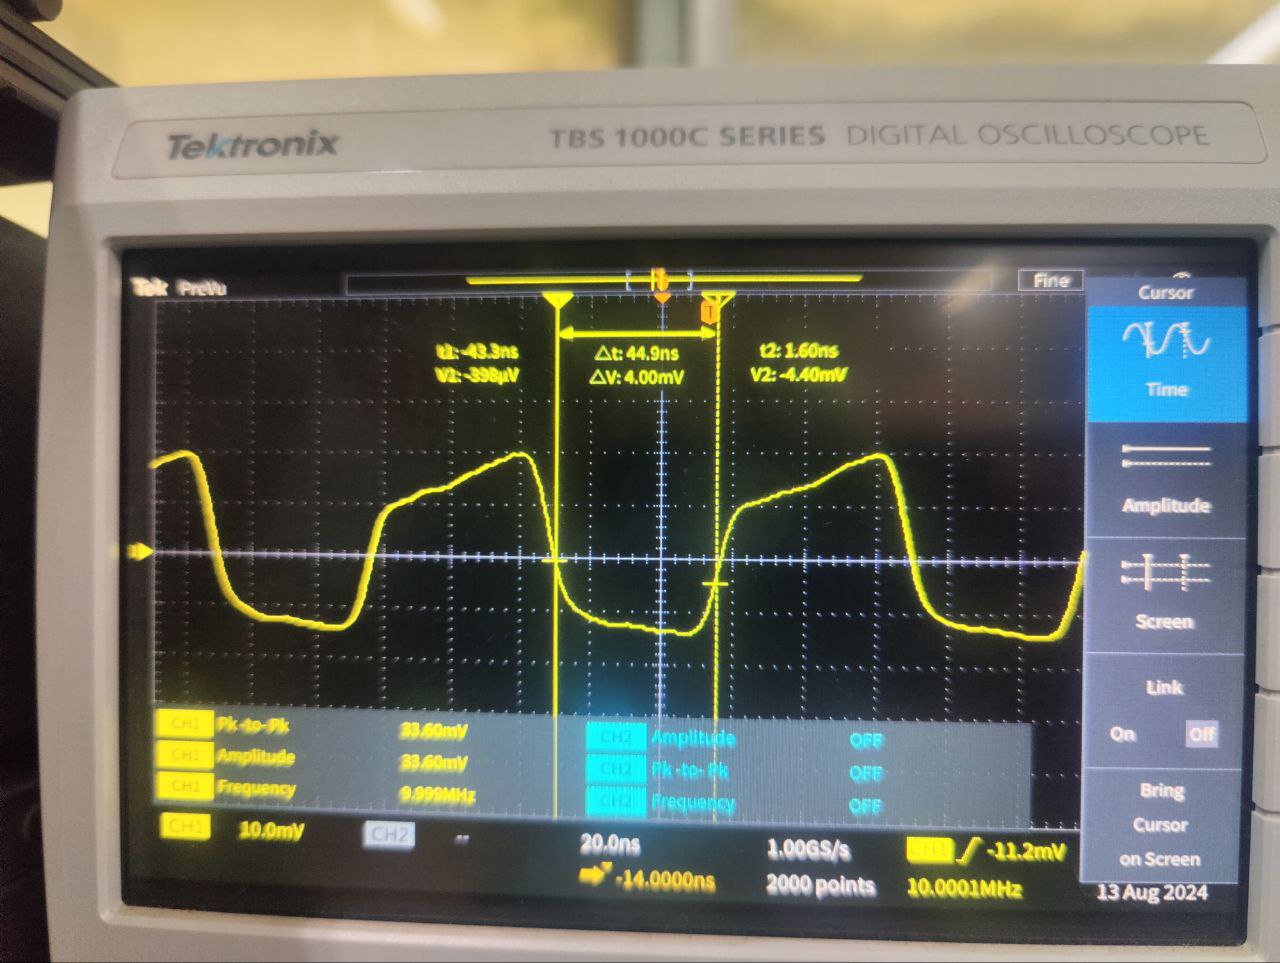 Tektronix TBS 1000C SERIES DIGITAL OSCILLOSCOPE
Tek PreVu
Fine
Cursor
t1: -43.3ns
V1: -398µV
Δt: 44.9ns
ΔV: 4.00mV
t2: 1.60ns
V2: -4.40mV
T
Time
Amplitude
Screen
Link
On Off
Bring
Cursor
on Screen
CH1 Pk-to-Pk 33.60mV
CH1 Amplitude 33.60mV
CH1 Frequency 9.999MHz
CH2 Amplitude OFF
CH2 Pk-to-Pk OFF
CH2 Frequency OFF
CH1 10.0mV CH2 --
20.0ns 1.00GS/s CH1 -11.2mV
-14.0000ns 2000 points 10.0001MHz
13 Aug 2024